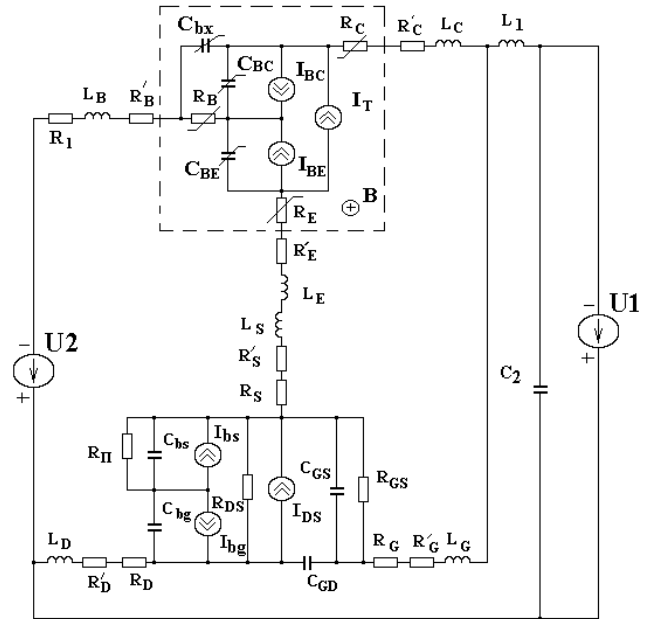 C_bx
R_C
R'_C
L_C
L_1
C_BC
I_BC
L_B
R'_B
R_B
I_T
R_1
C_BE
I_BE
B
R_E
R'_E
L_E
L_S
U2
−
+
U1
−
+
R'_S
C_2
R_S
R_П
C_bs
I_bs
C_GS
R_GS
R_DS
I_DS
C_bg
I_bg
L_D
R'_D
R_D
C_GD
R_G
R'_G
L_G